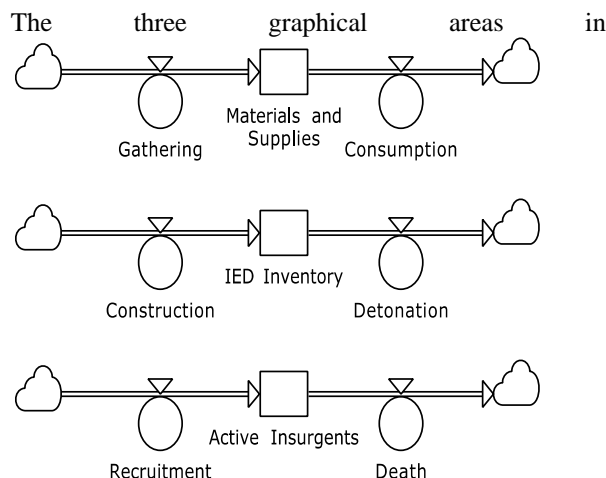 The three graphical areas in
Materials and
Supplies
Gathering
Consumption
IED Inventory
Construction
Detonation
Active Insurgents
Recruitment
Death